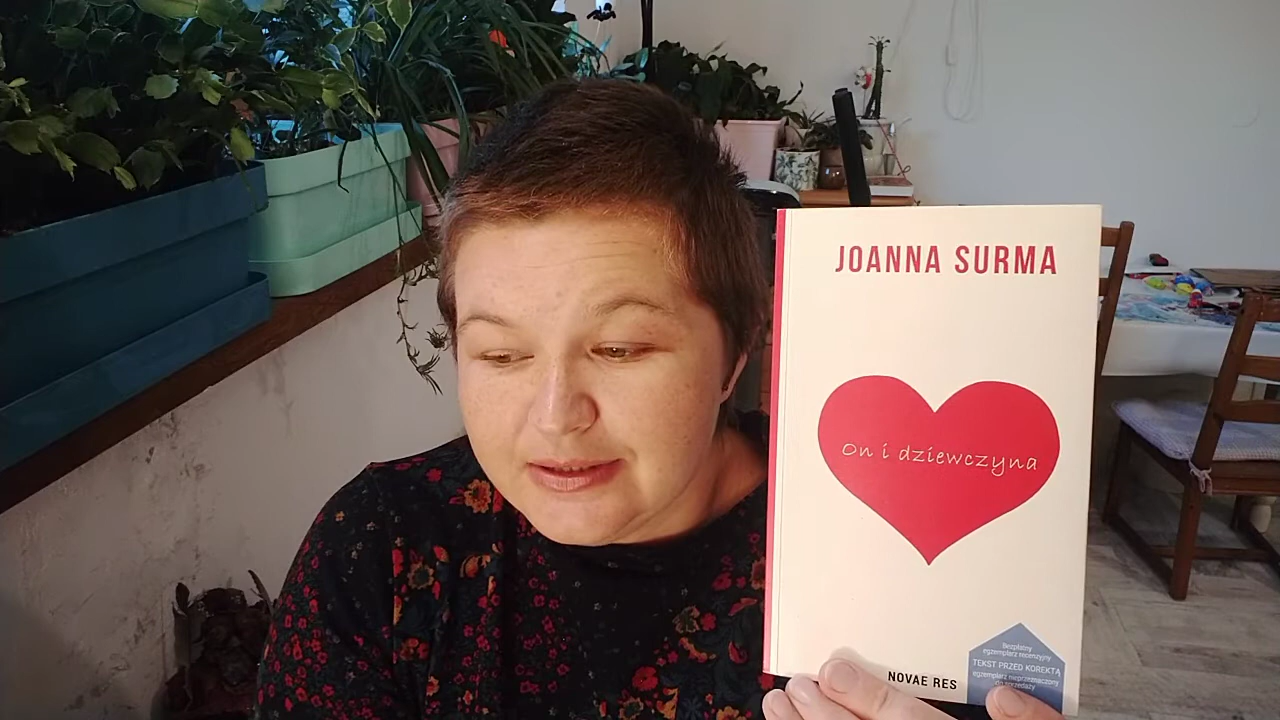 JOANNA SURMA
On i dziewczyna
Bezpłatny
egzemplarz recenzyjny
TEKST PRZED KOREKTĄ
egzemplarz nieprzeznaczony
do sprzedaży
NOVAE RES